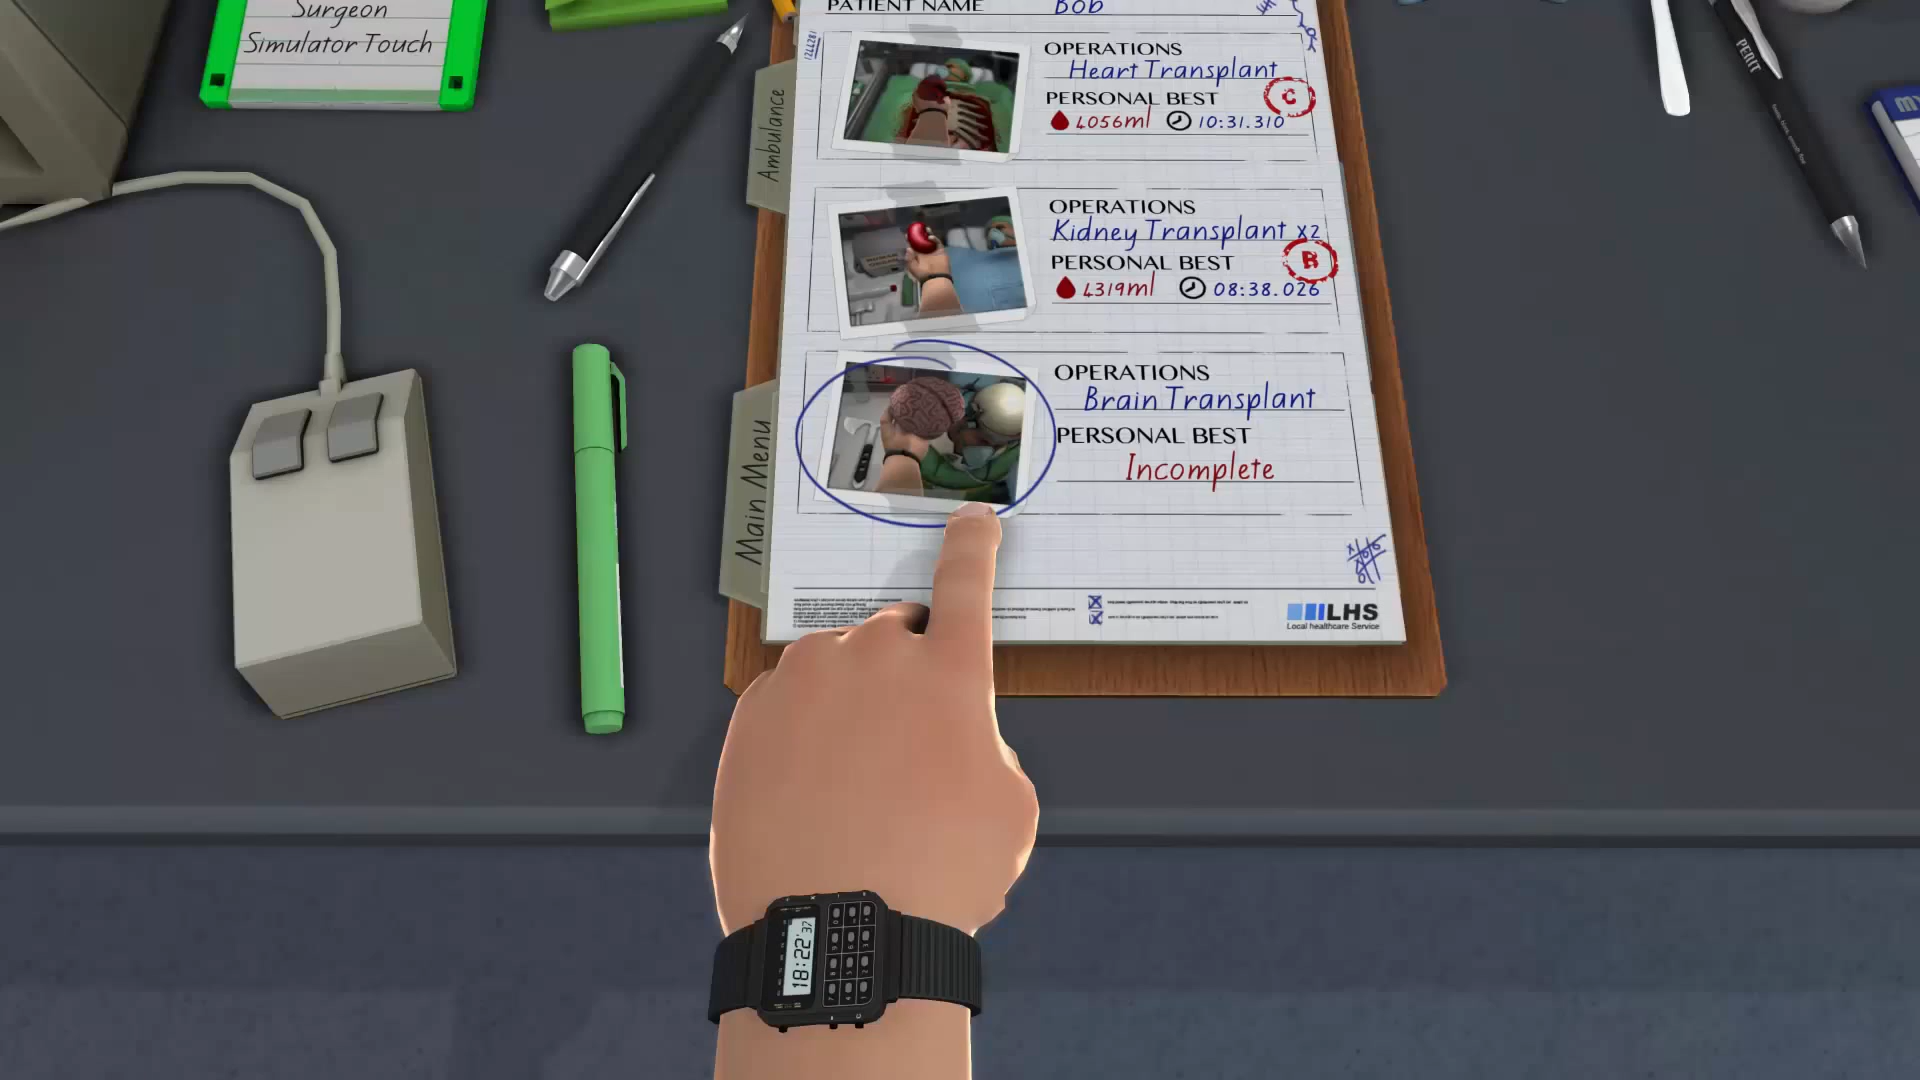 Surgeon
Simulator Touch
PATIENT NAME Bob
OPERATIONS
Heart Transplant
PERSONAL BEST
C
4056ml 10:31.310
OPERATIONS
Kidney Transplant x2
PERSONAL BEST
B
4319ml 08:38.026
OPERATIONS
Brain Transplant
PERSONAL BEST
Incomplete
Ambulance
Main Menu
LHS
Local healthcare Service
18:22:37
PENIT